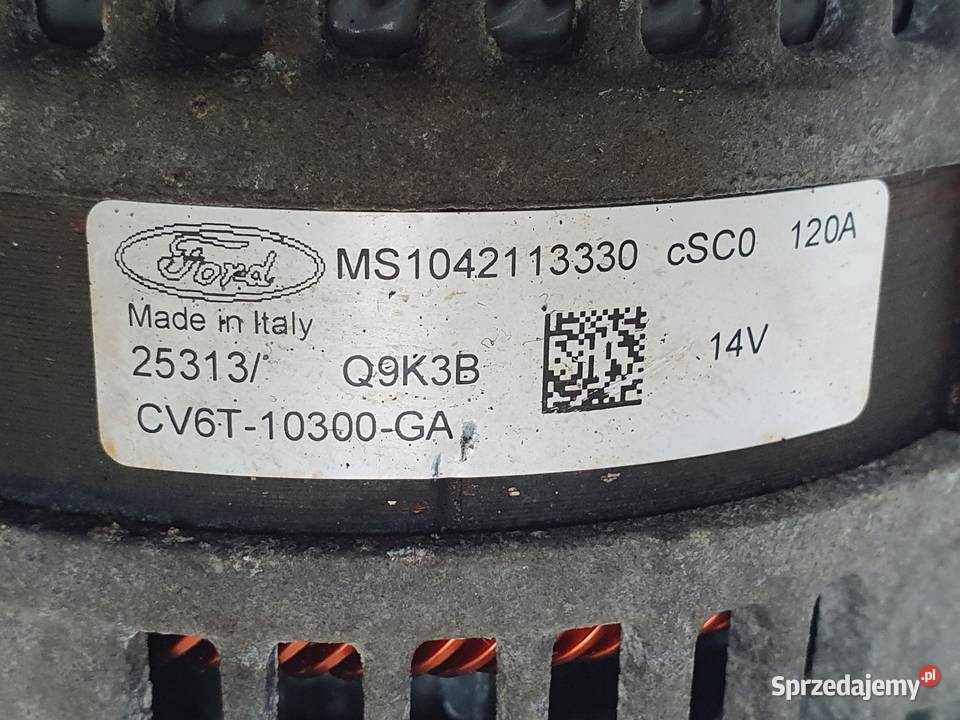 Ford MS1042113330 cSC0 120A
Made in Italy
25313/ Q9K3B 14V
CV6T-10300-GA
Sprzedajemy.pl